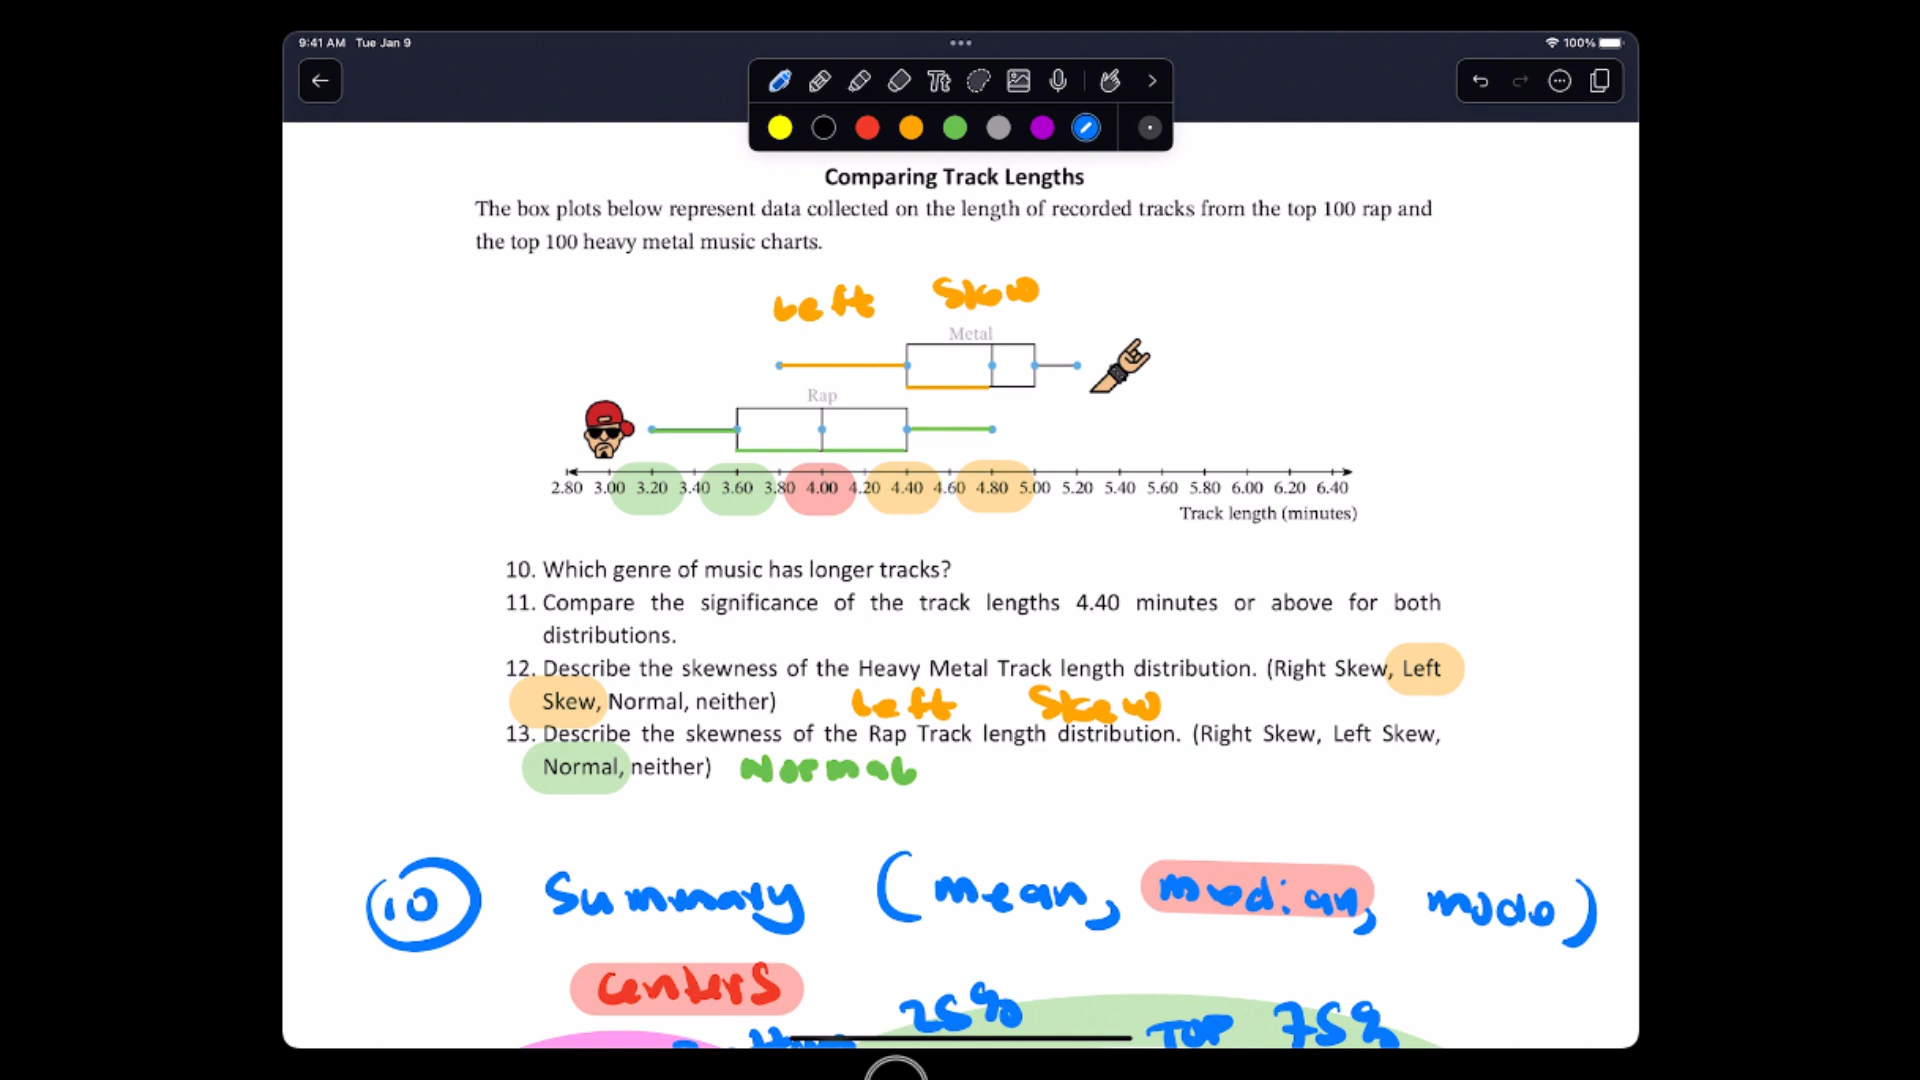 9:41 AM Tue Jan 9
100%
Tt
Comparing Track Lengths
The box plots below represent data collected on the length of recorded tracks from the top 100 rap and
the top 100 heavy metal music charts.
Left Skew
Metal
Rap
2.80 3.00 3.20 3.40 3.60 3.80 4.00 4.20 4.40 4.60 4.80 5.00 5.20 5.40 5.60 5.80 6.00 6.20 6.40
Track length (minutes)
10. Which genre of music has longer tracks?
11. Compare the significance of the track lengths 4.40 minutes or above for both
distributions.
12. Describe the skewness of the Heavy Metal Track length distribution. (Right Skew, Left
Skew, Normal, neither) Left Skew
13. Describe the skewness of the Rap Track length distribution. (Right Skew, Left Skew,
Normal, neither) Normal
10 Summary (mean, median, mode)
centers
25% TOP 75%